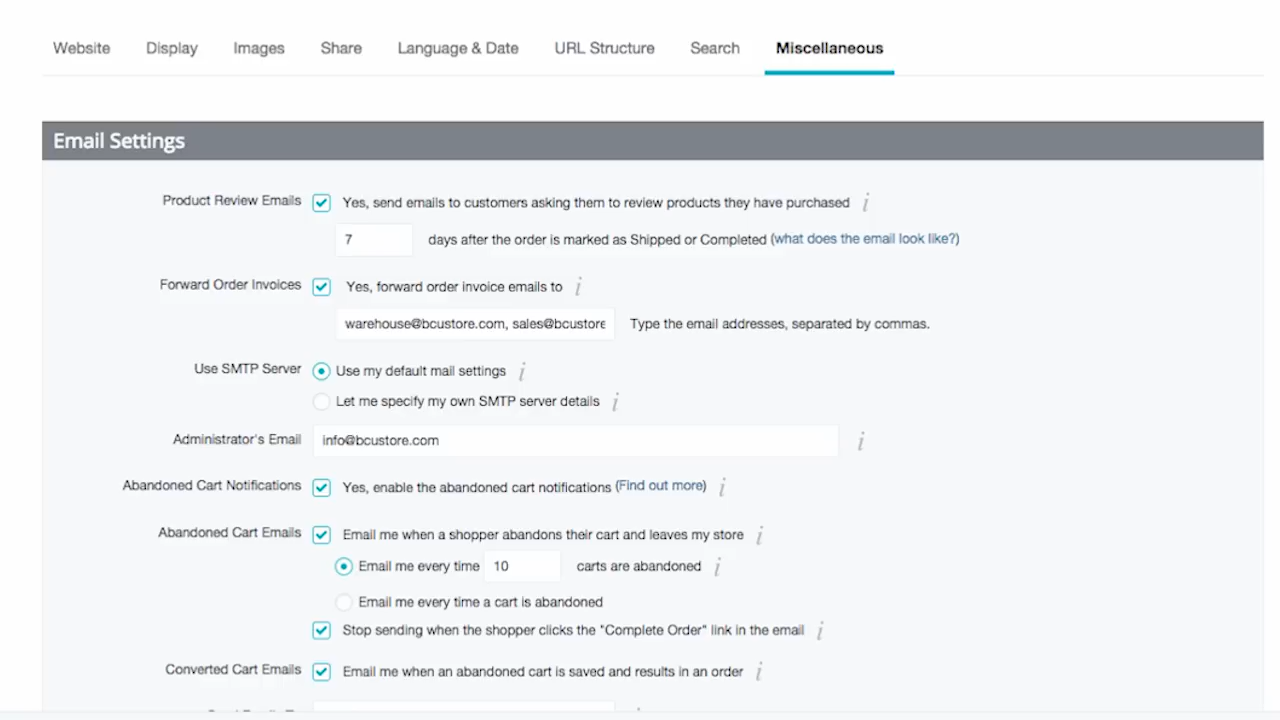 Website Display Images Share Language & Date URL Structure Search Miscellaneous
Email Settings
Product Review Emails Yes, send emails to customers asking them to review products they have purchased i
7 days after the order is marked as Shipped or Completed (what does the email look like?)
Forward Order Invoices Yes, forward order invoice emails to i
warehouse@bcustore.com, sales@bcustore Type the email addresses, separated by commas.
Use SMTP Server Use my default mail settings i
Let me specify my own SMTP server details i
Administrator's Email info@bcustore.com i
Abandoned Cart Notifications Yes, enable the abandoned cart notifications (Find out more) i
Abandoned Cart Emails Email me when a shopper abandons their cart and leaves my store i
Email me every time 10 carts are abandoned i
Email me every time a cart is abandoned
Stop sending when the shopper clicks the "Complete Order" link in the email i
Converted Cart Emails Email me when an abandoned cart is saved and results in an order i